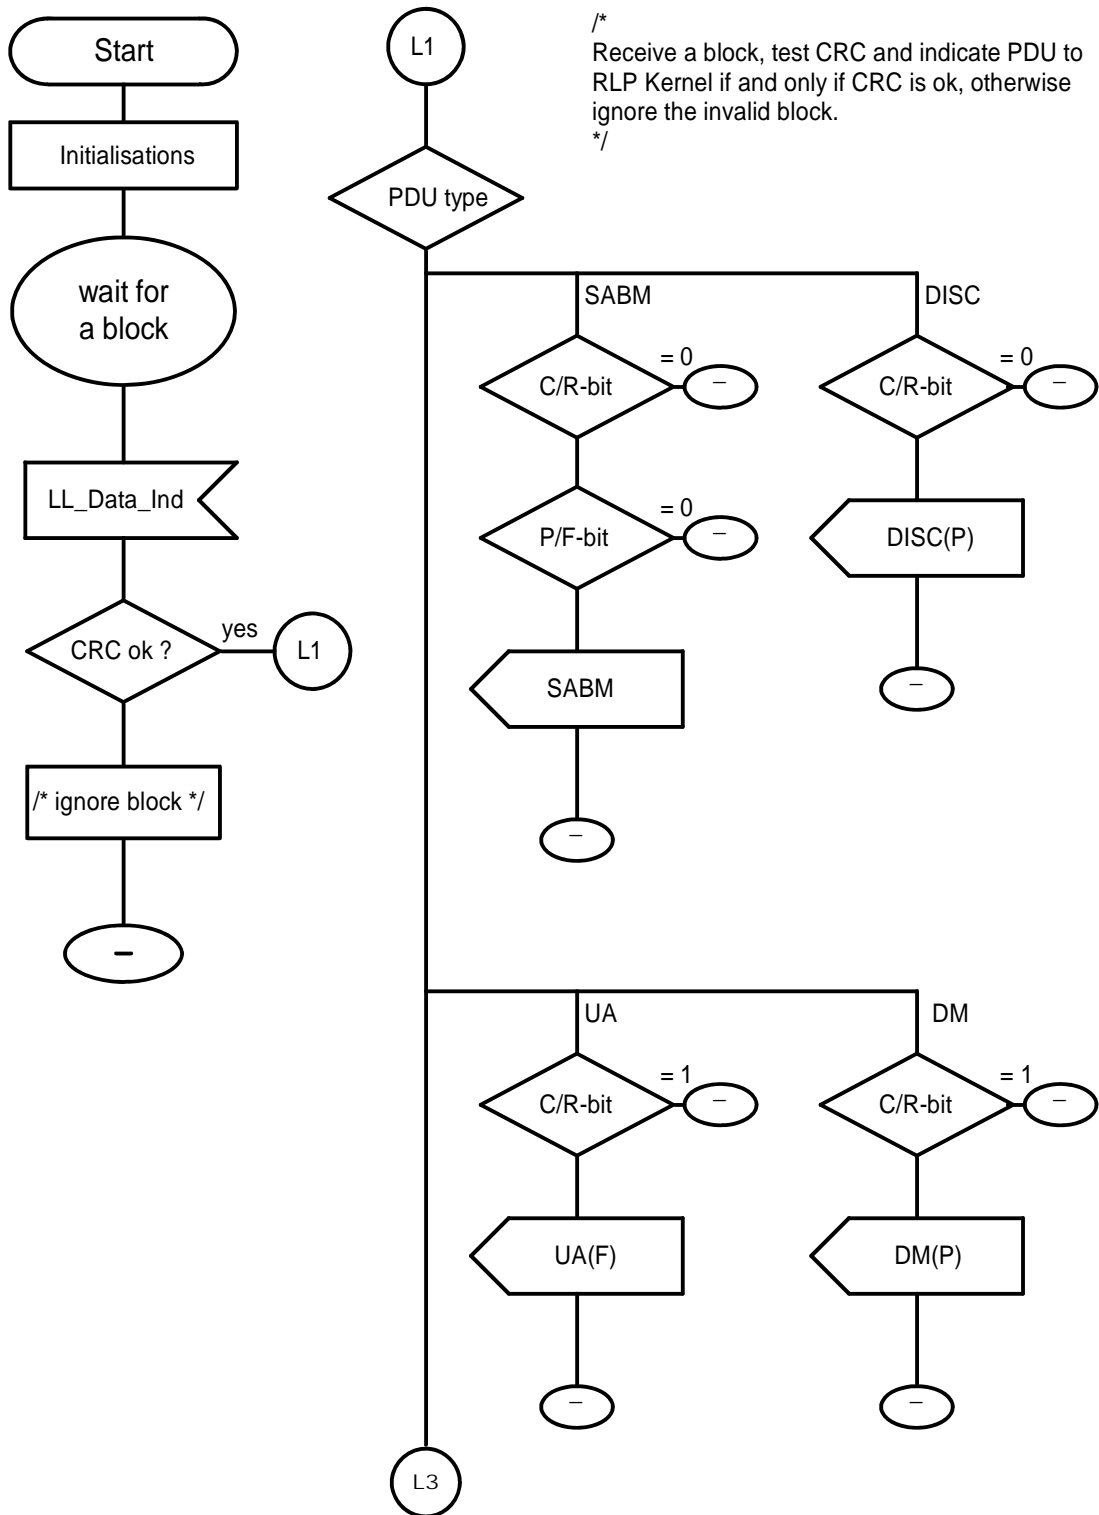 Start
Initialisations
wait for
a block
LL_Data_Ind
CRC ok ?
yes
L1
/* ignore block */
–
L1
/*
Receive a block, test CRC and indicate PDU to
RLP Kernel if and only if CRC is ok, otherwise
ignore the invalid block.
*/
PDU type
SABM
C/R-bit
= 0
–
P/F-bit
= 0
–
SABM
–
DISC
C/R-bit
= 0
–
DISC(P)
–
UA
C/R-bit
= 1
–
UA(F)
–
DM
C/R-bit
= 1
–
DM(P)
–
L3